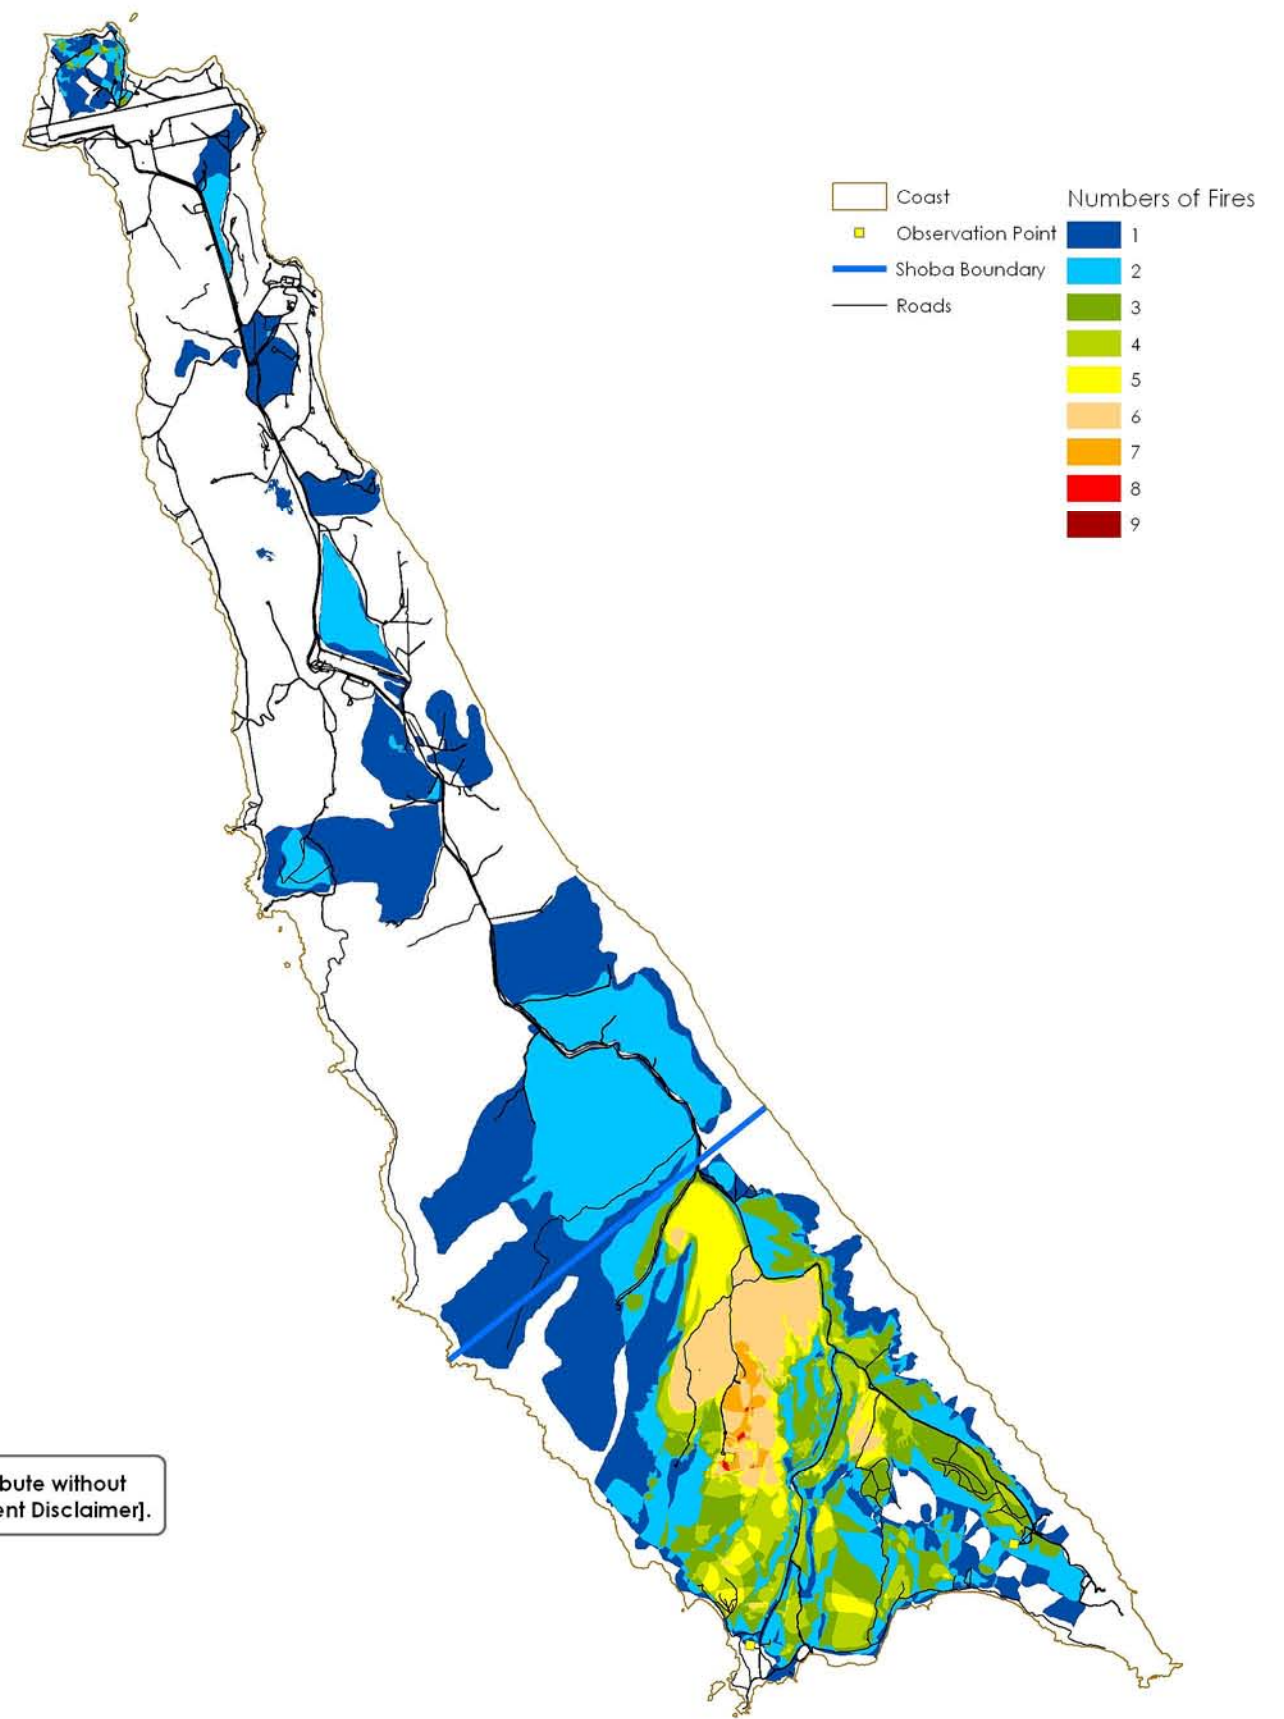 Coast
Observation Point
Shoba Boundary
Roads
Numbers of Fires
1
2
3
4
5
6
7
8
9
bute without
ent Disclaimer].